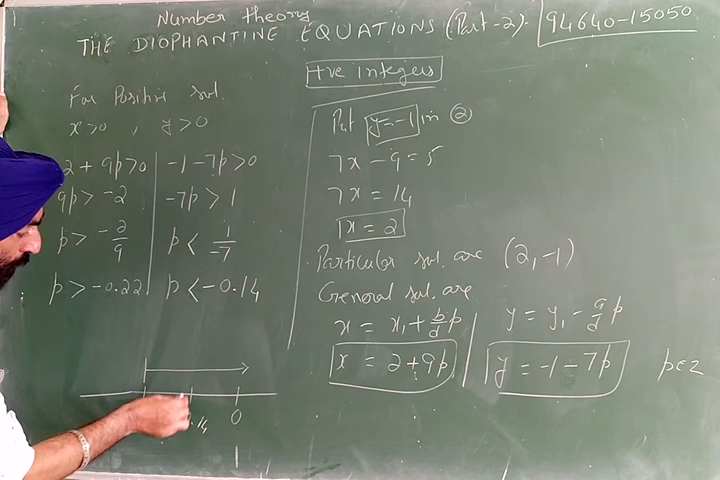 Number theory
THE DIOPHANTINE EQUATIONS (Part-2). 94640-15050
+ve integers
For Positive sol.
x>0 , y>0
2+9p>0
9p>-2
p>-2/9
p>-0.22
-1-7p>0
-7p>1
p<1/-7
p<-0.14
0
Put y=-1 in ②
7x-9=5
7x=14
x=2
Particular sol. are (2,-1)
General sol. are
x = x₁+b/d p
y = y₁-a/d p
x = 2+9p
y = -1-7p
p∈z